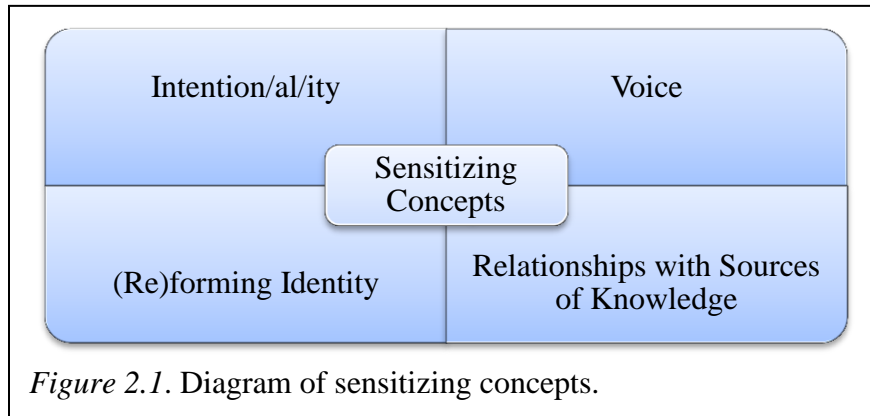 Intention/al/ity
Voice
Sensitizing
Concepts
(Re)forming Identity
Relationships with Sources
of Knowledge
Figure 2.1. Diagram of sensitizing concepts.